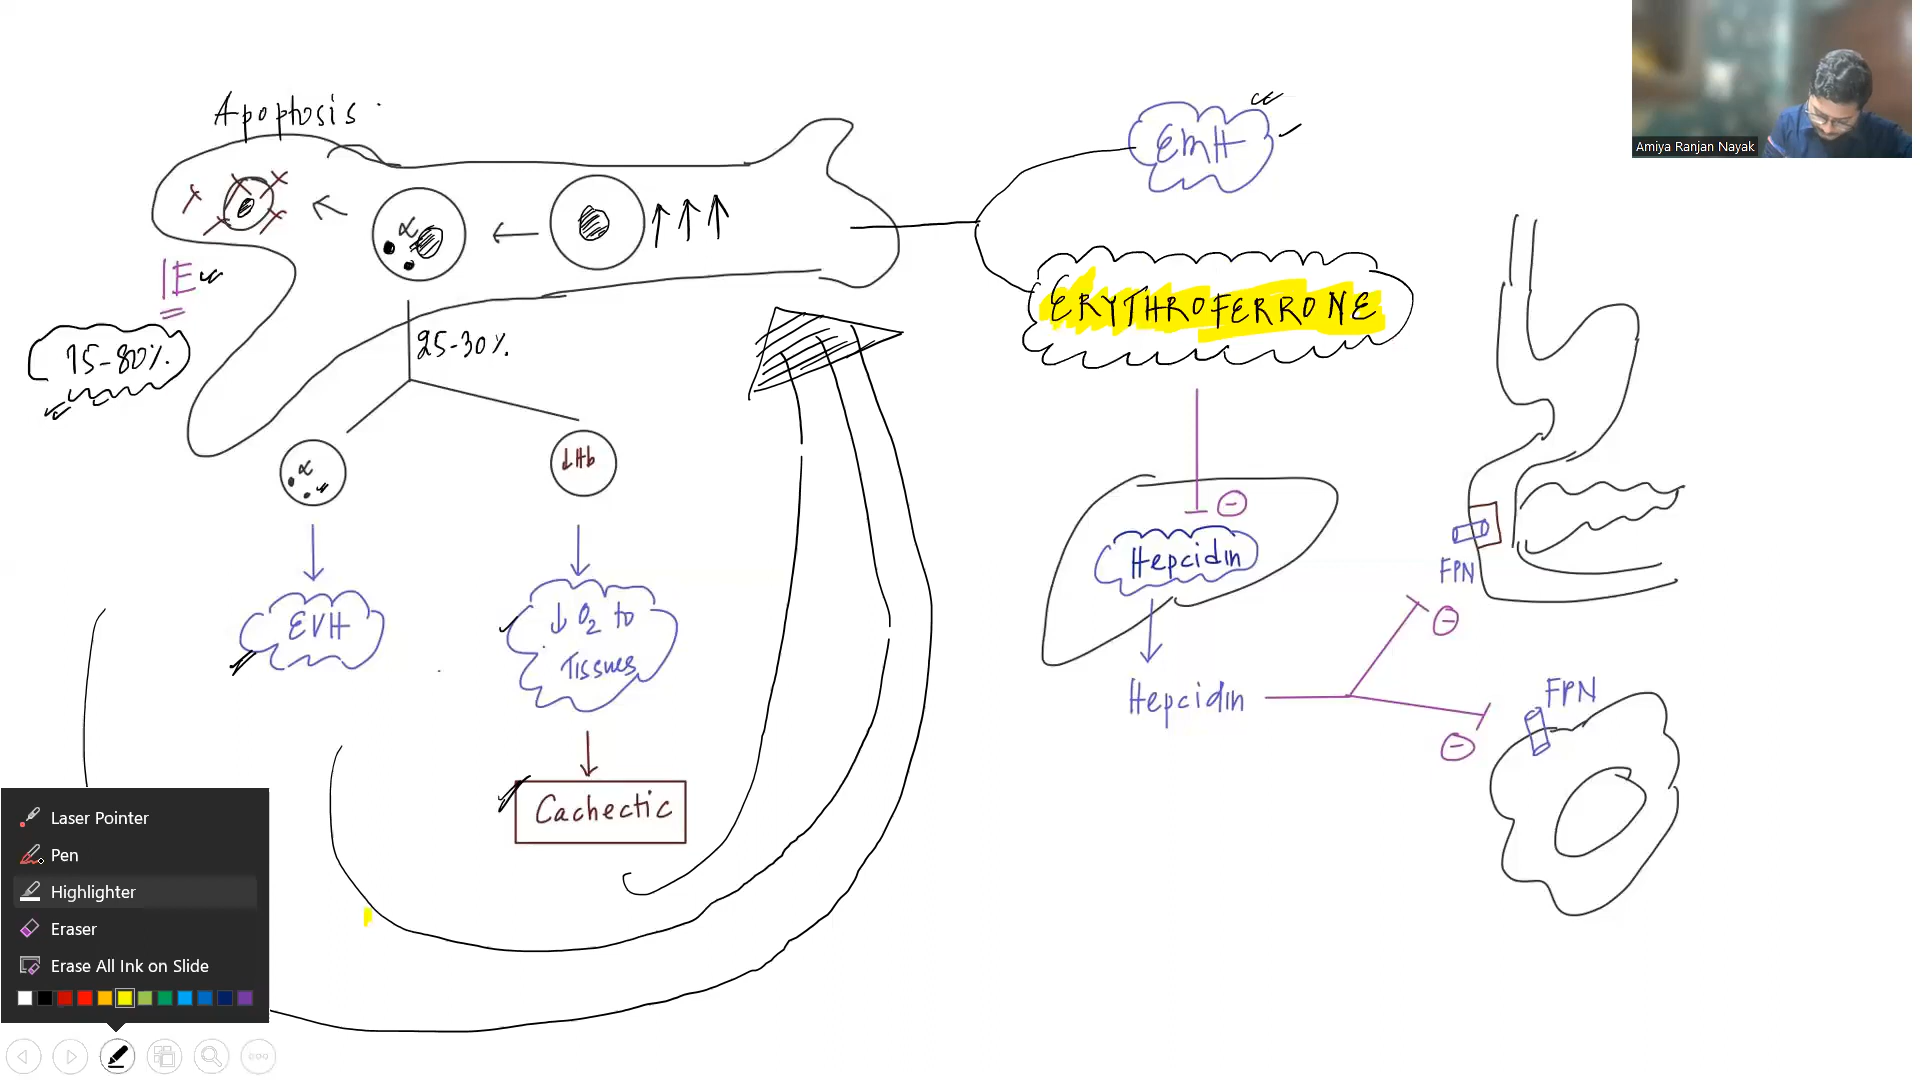 Apoptosis
EMH
Amiya Ranjan Nayak
α
↑↑↑
IE
ERYTHROFERRONE
75-80%.
25-30%.
α
↓Hb
Hepcidin
FPN
EVH
↓ O2 to
Tissues
Hepcidin
FPN
Cachectic
Laser Pointer
Pen
Highlighter
Eraser
Erase All Ink on Slide